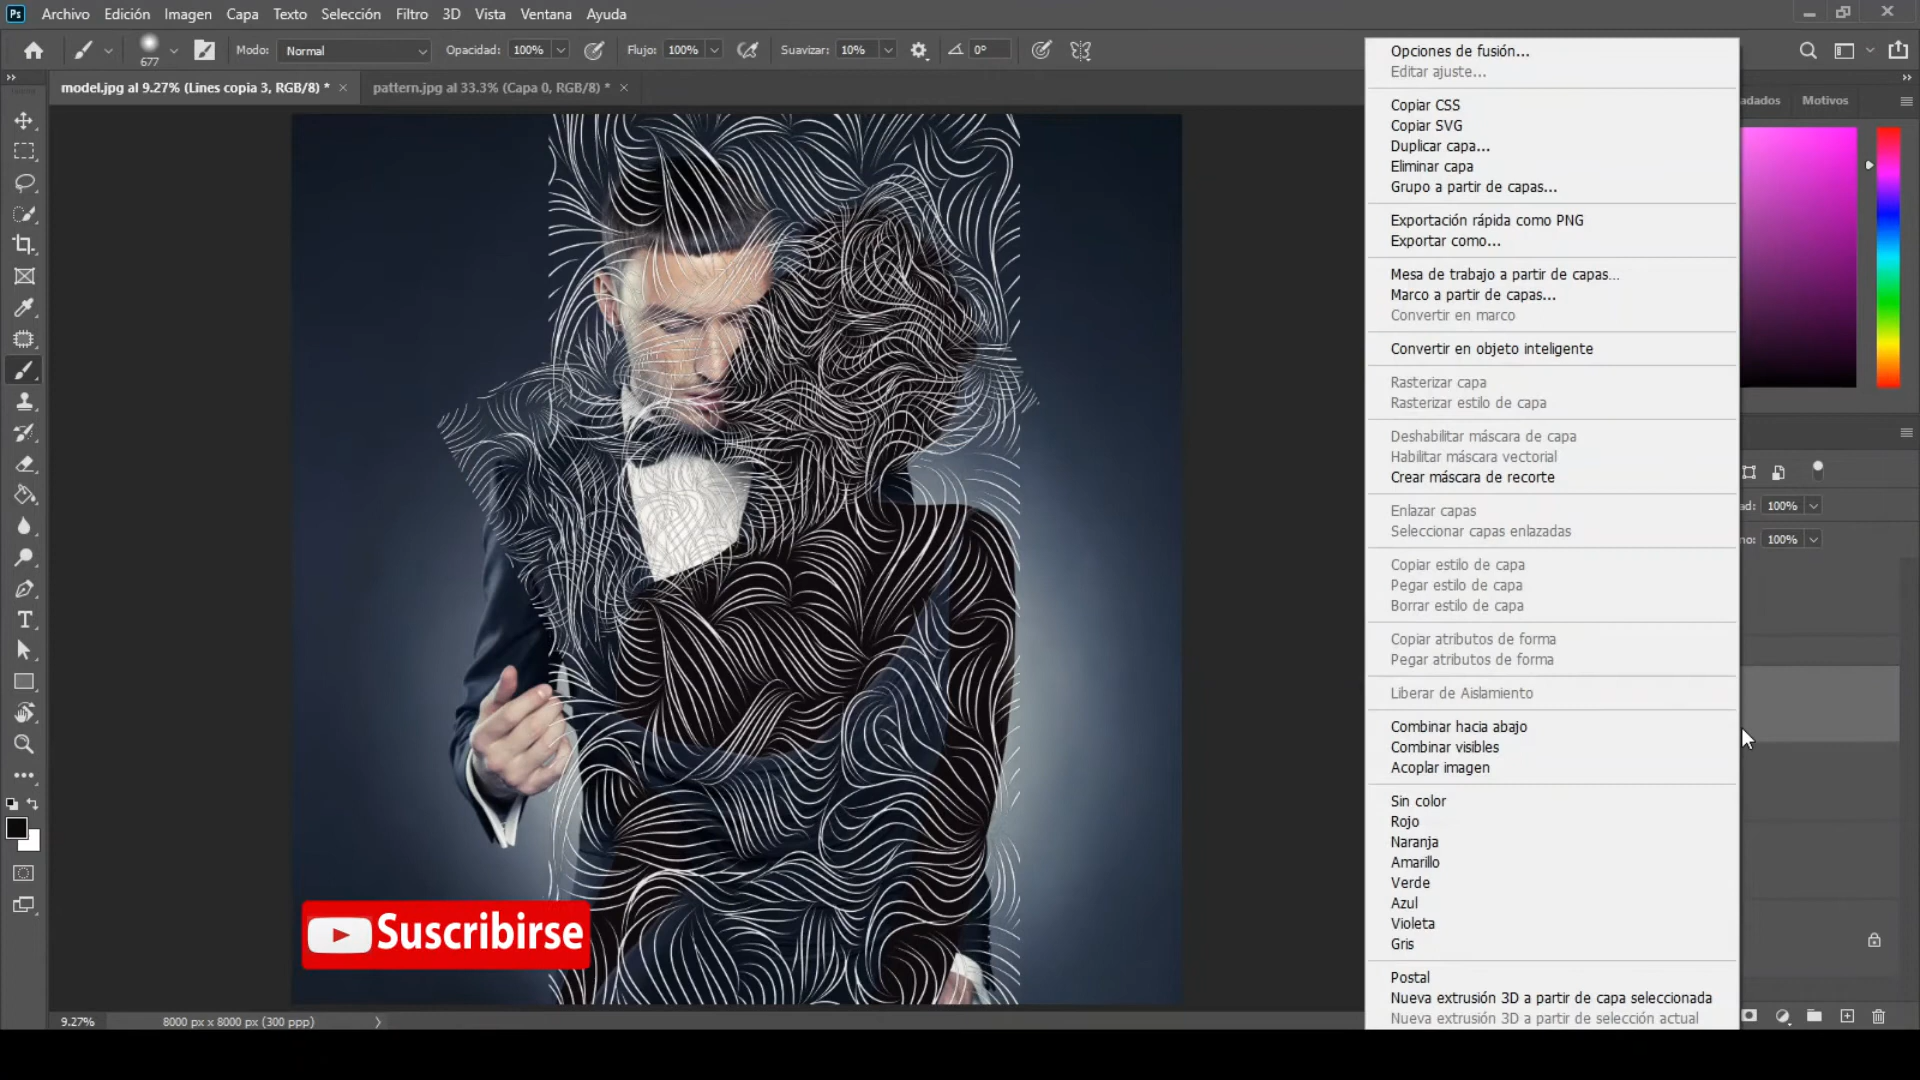 Ps Archivo Edición Imagen Capa Texto Selección Filtro 3D Vista Ventana Ayuda
677 Modo: Normal Opacidad: 100% Flujo: 100% Suavizar: 10% 0°
model.jpg al 9.27% (Lines copia 3, RGB/8) * × pattern.jpg al 33.3% (Capa 0, RGB/8) * ×
adados Motivos
Opciones de fusión...
Editar ajuste...
Copiar CSS
Copiar SVG
Duplicar capa...
Eliminar capa
Grupo a partir de capas...
Exportación rápida como PNG
Exportar como...
Mesa de trabajo a partir de capas...
Marco a partir de capas...
Convertir en marco
Convertir en objeto inteligente
Rasterizar capa
Rasterizar estilo de capa
Deshabilitar máscara de capa
Habilitar máscara vectorial
Crear máscara de recorte
Enlazar capas
Seleccionar capas enlazadas
Copiar estilo de capa
Pegar estilo de capa
Borrar estilo de capa
Copiar atributos de forma
Pegar atributos de forma
Liberar de Aislamiento
Combinar hacia abajo
Combinar visibles
Acoplar imagen
Sin color
Rojo
Naranja
Amarillo
Verde
Azul
Violeta
Gris
Postal
Nueva extrusión 3D a partir de capa seleccionada
Nueva extrusión 3D a partir de selección actual
ad: 100%
no: 100%
Suscribirse
9.27% 8000 px x 8000 px (300 ppp)